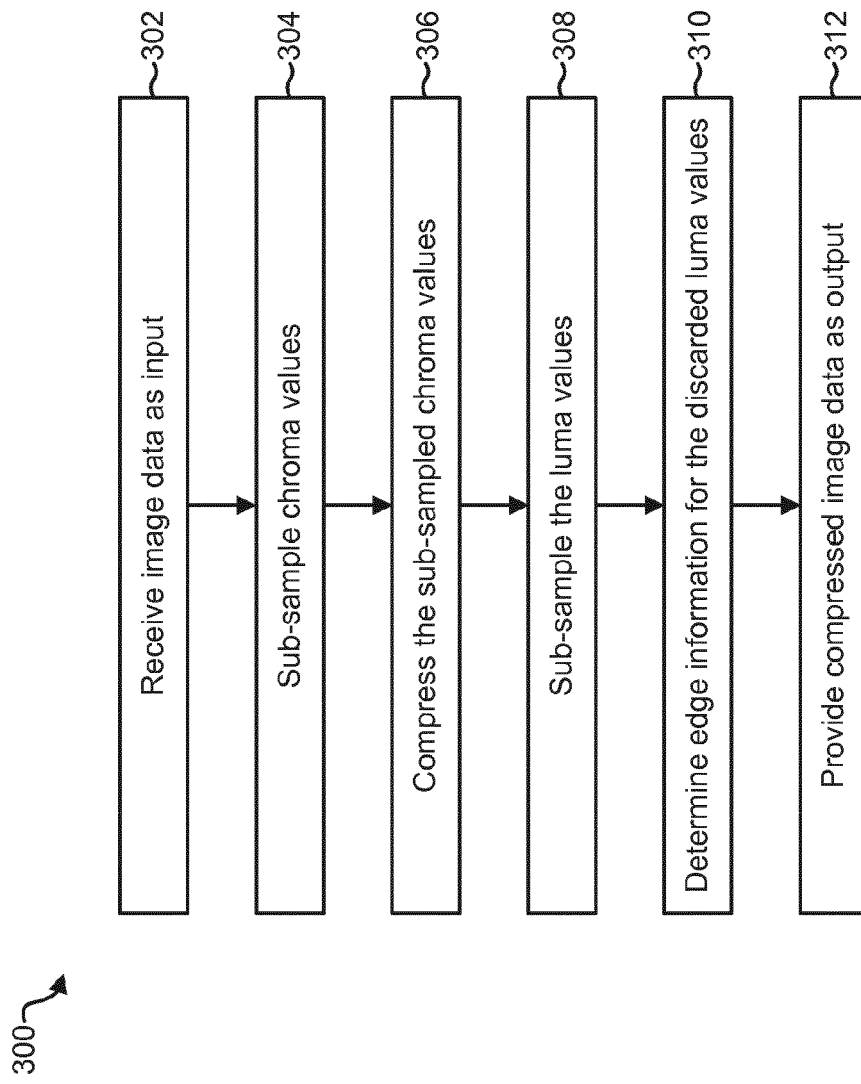 300
Receive image data as input
302
Sub-sample chroma values
304
Compress the sub-sampled chroma values
306
Sub-sample the luma values
308
Determine edge information for the discarded luma values
310
Provide compressed image data as output
312